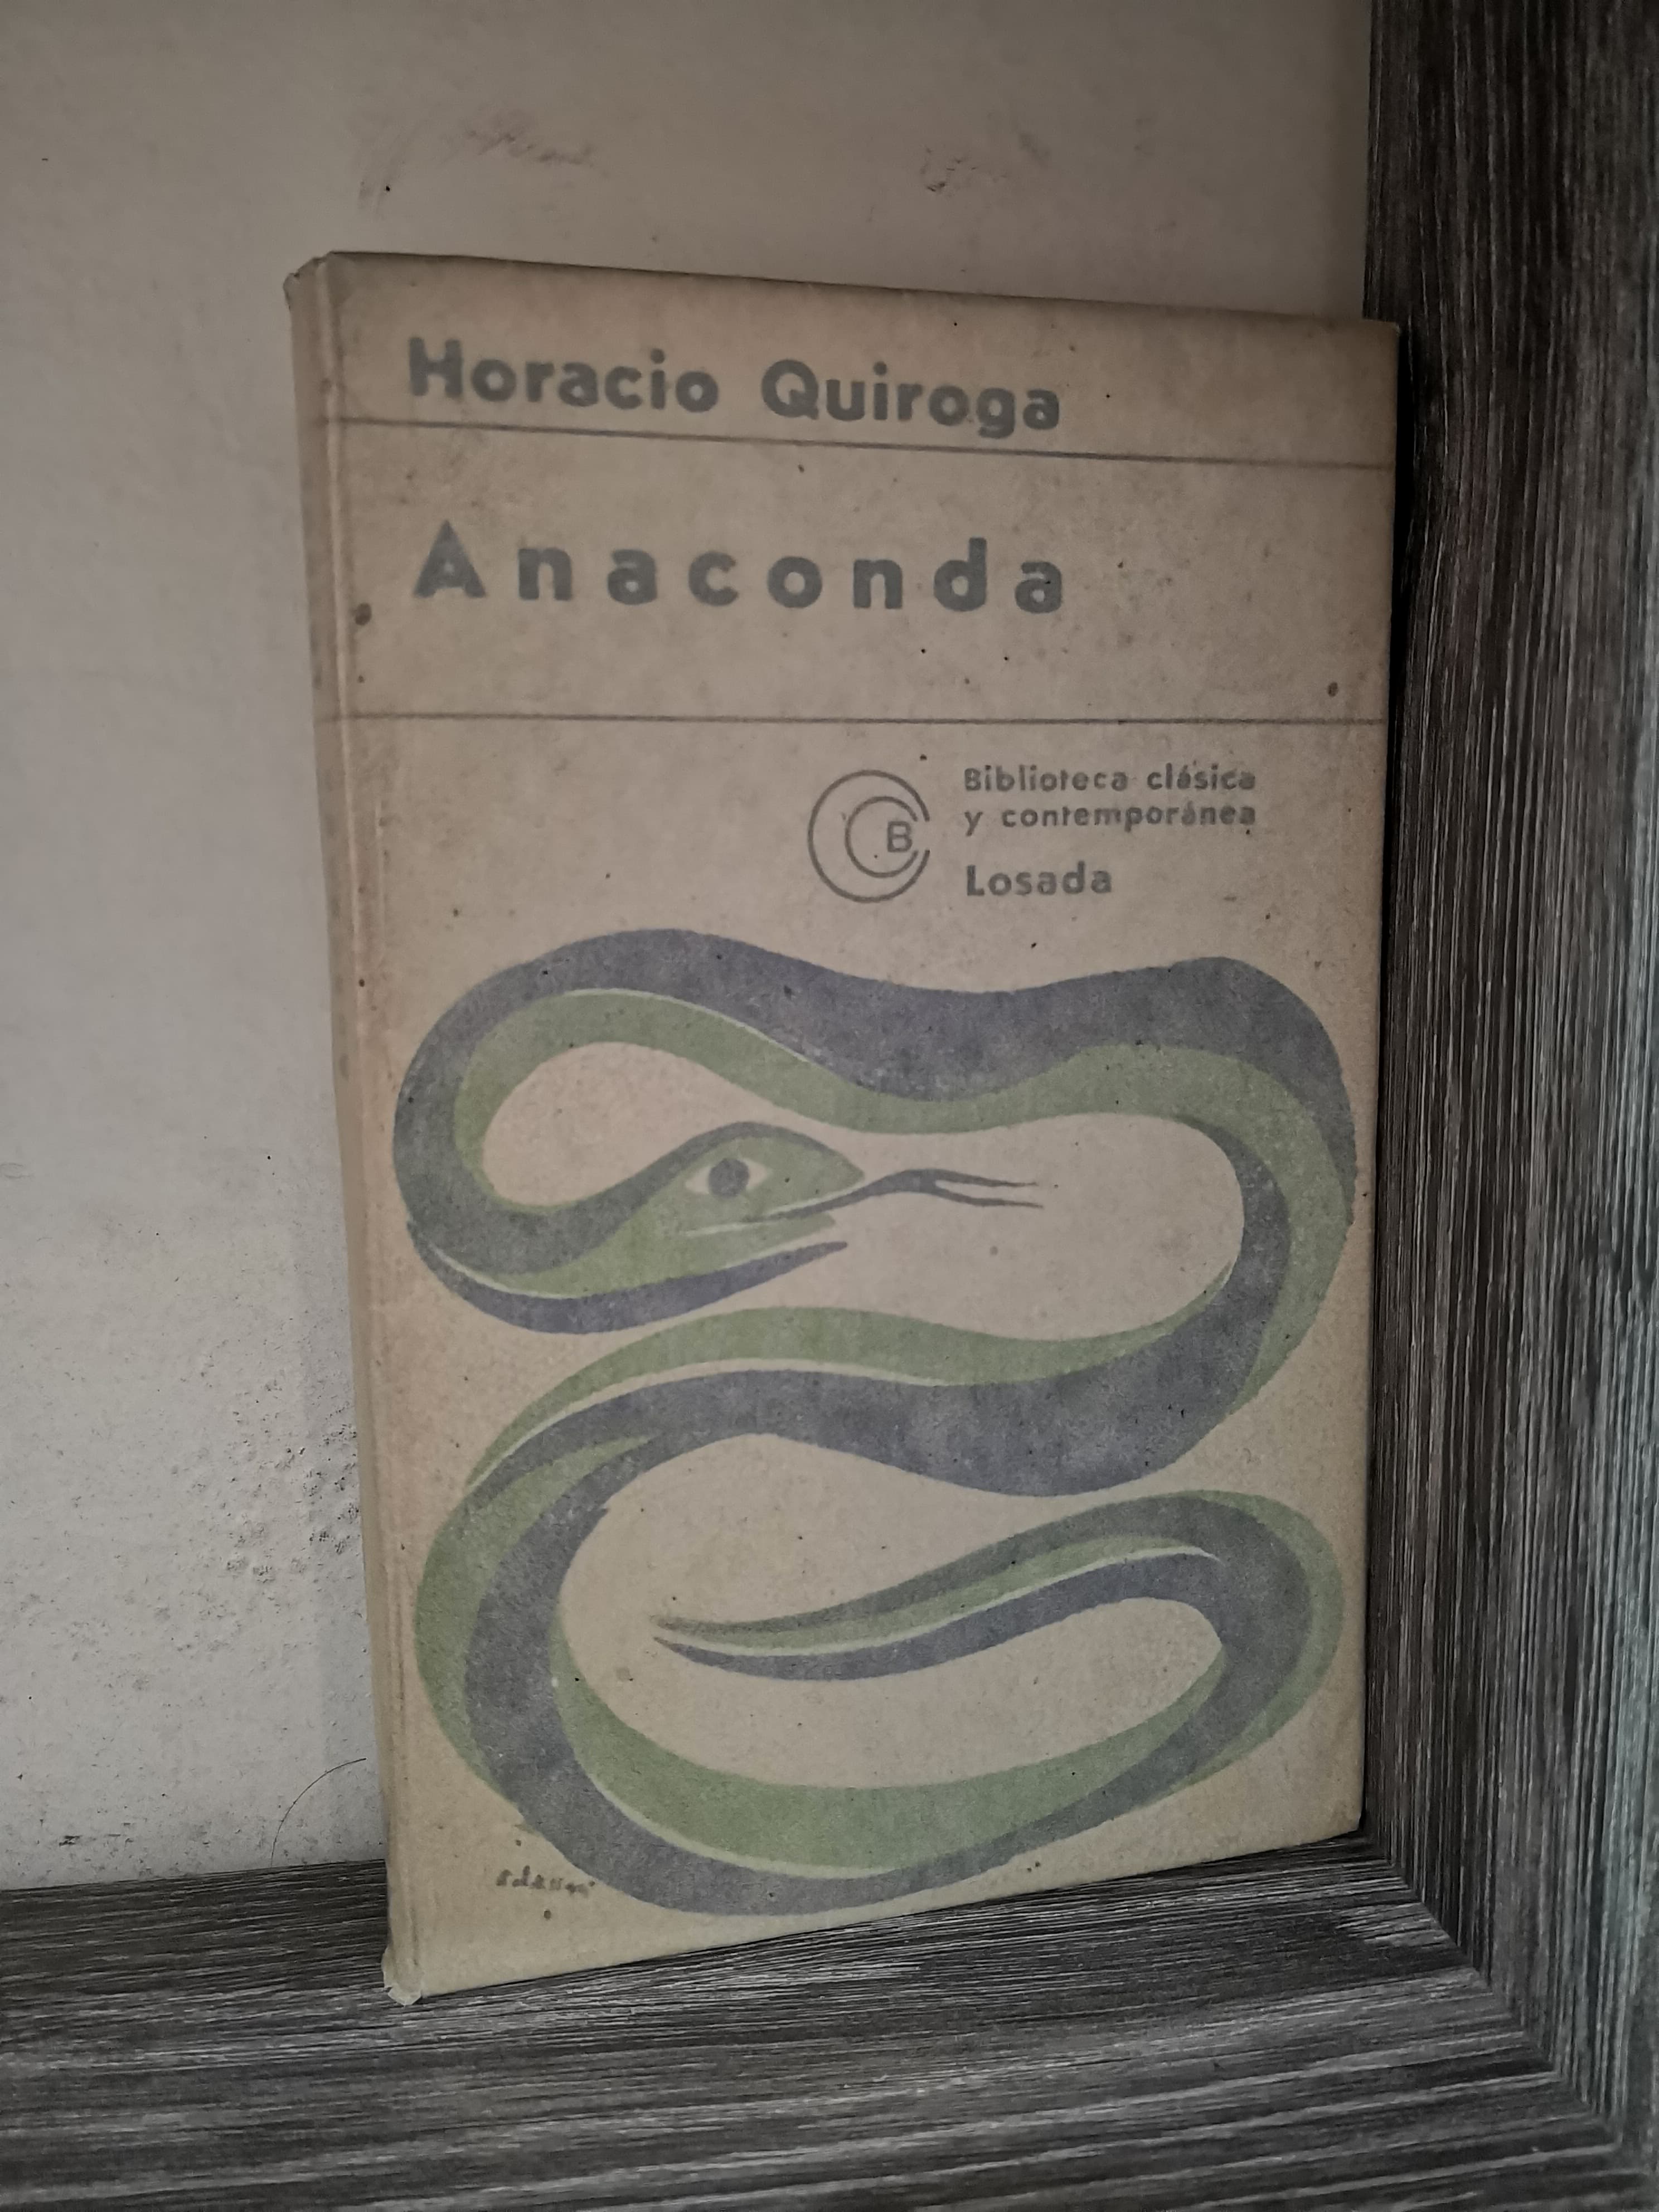 Horacio Quiroga
Anaconda
B
Biblioteca clásica
y contemporánea
Losada